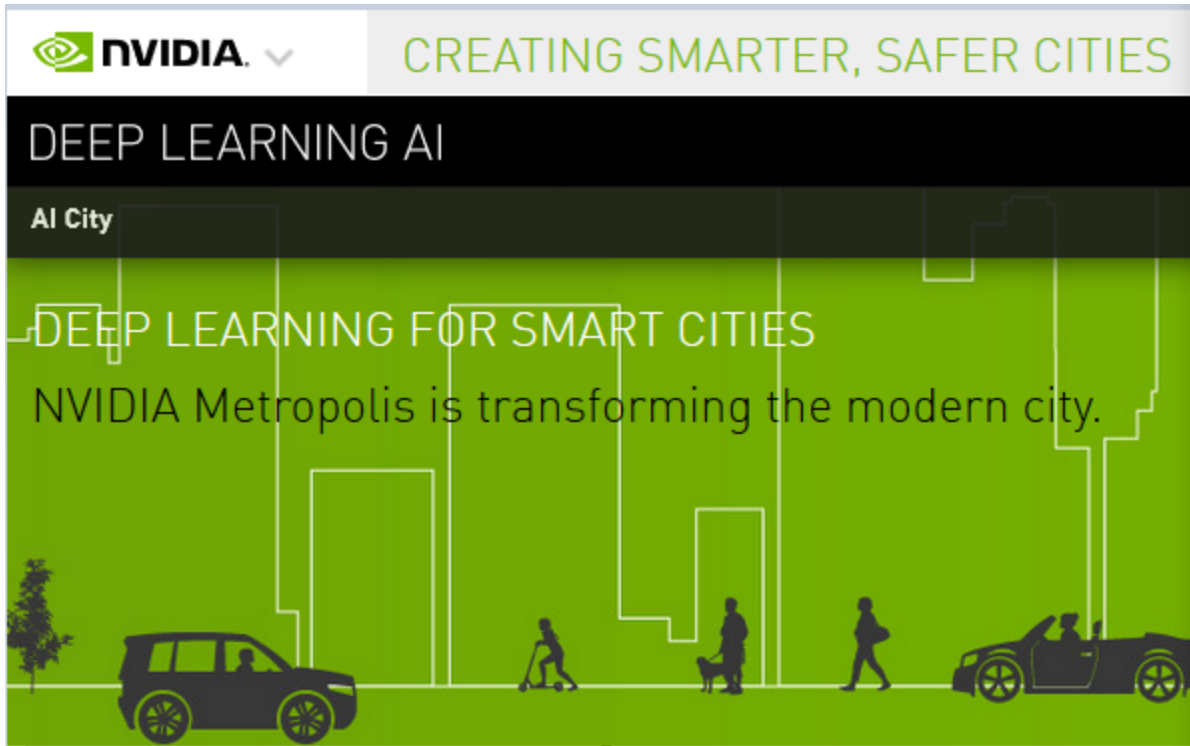 NVIDIA.
CREATING SMARTER, SAFER CITIES
DEEP LEARNING AI
AI City
DEEP LEARNING FOR SMART CITIES
NVIDIA Metropolis is transforming the modern city.